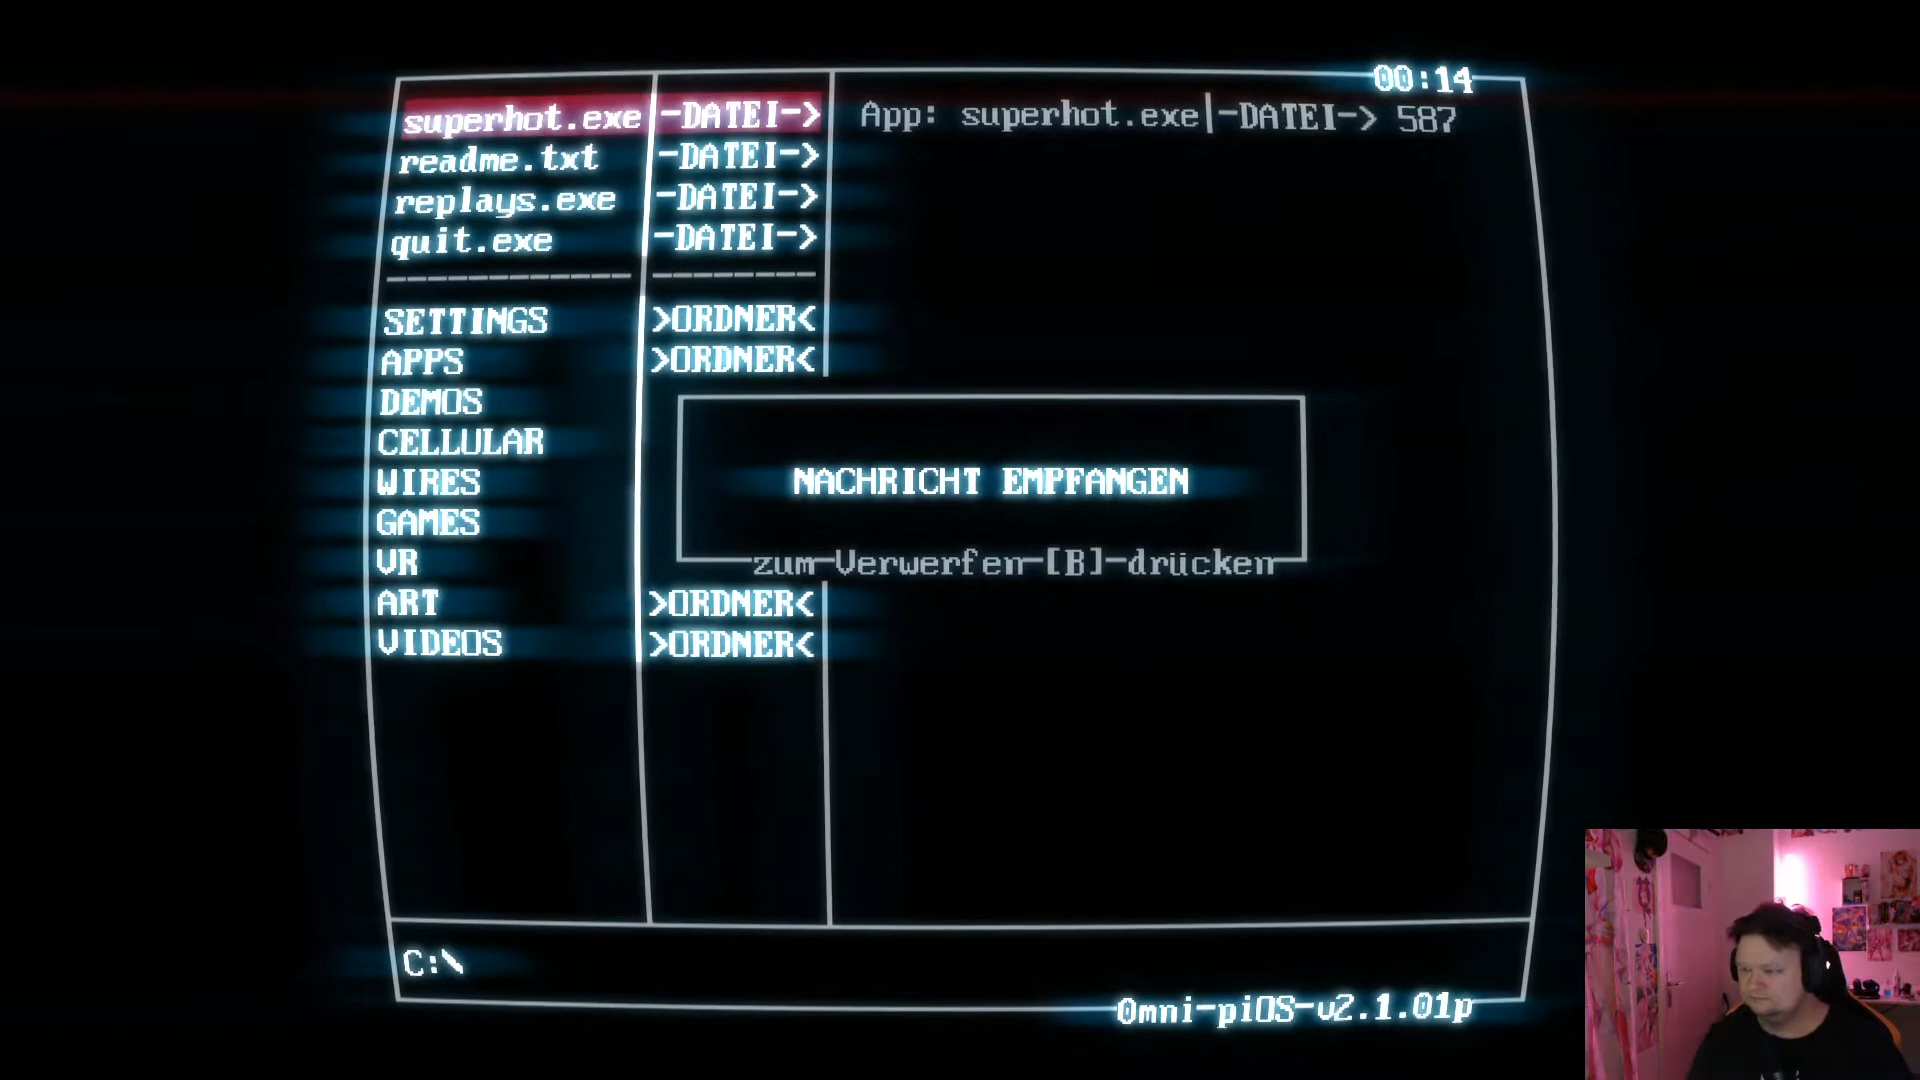 00:14
superhot.exe -DATEI-> App: superhot.exe|-DATEI-> 587
readme.txt -DATEI->
replays.exe -DATEI->
quit.exe -DATEI->
SETTINGS >ORDNER<
APPS >ORDNER<
DEMOS
CELLULAR
WIRES
GAMES
VR
ART >ORDNER<
VIDEOS >ORDNER<
NACHRICHT EMPFANGEN
zum-Verwerfen-[B]-drücken
C:\
0mni-piOS-v2.1.01p